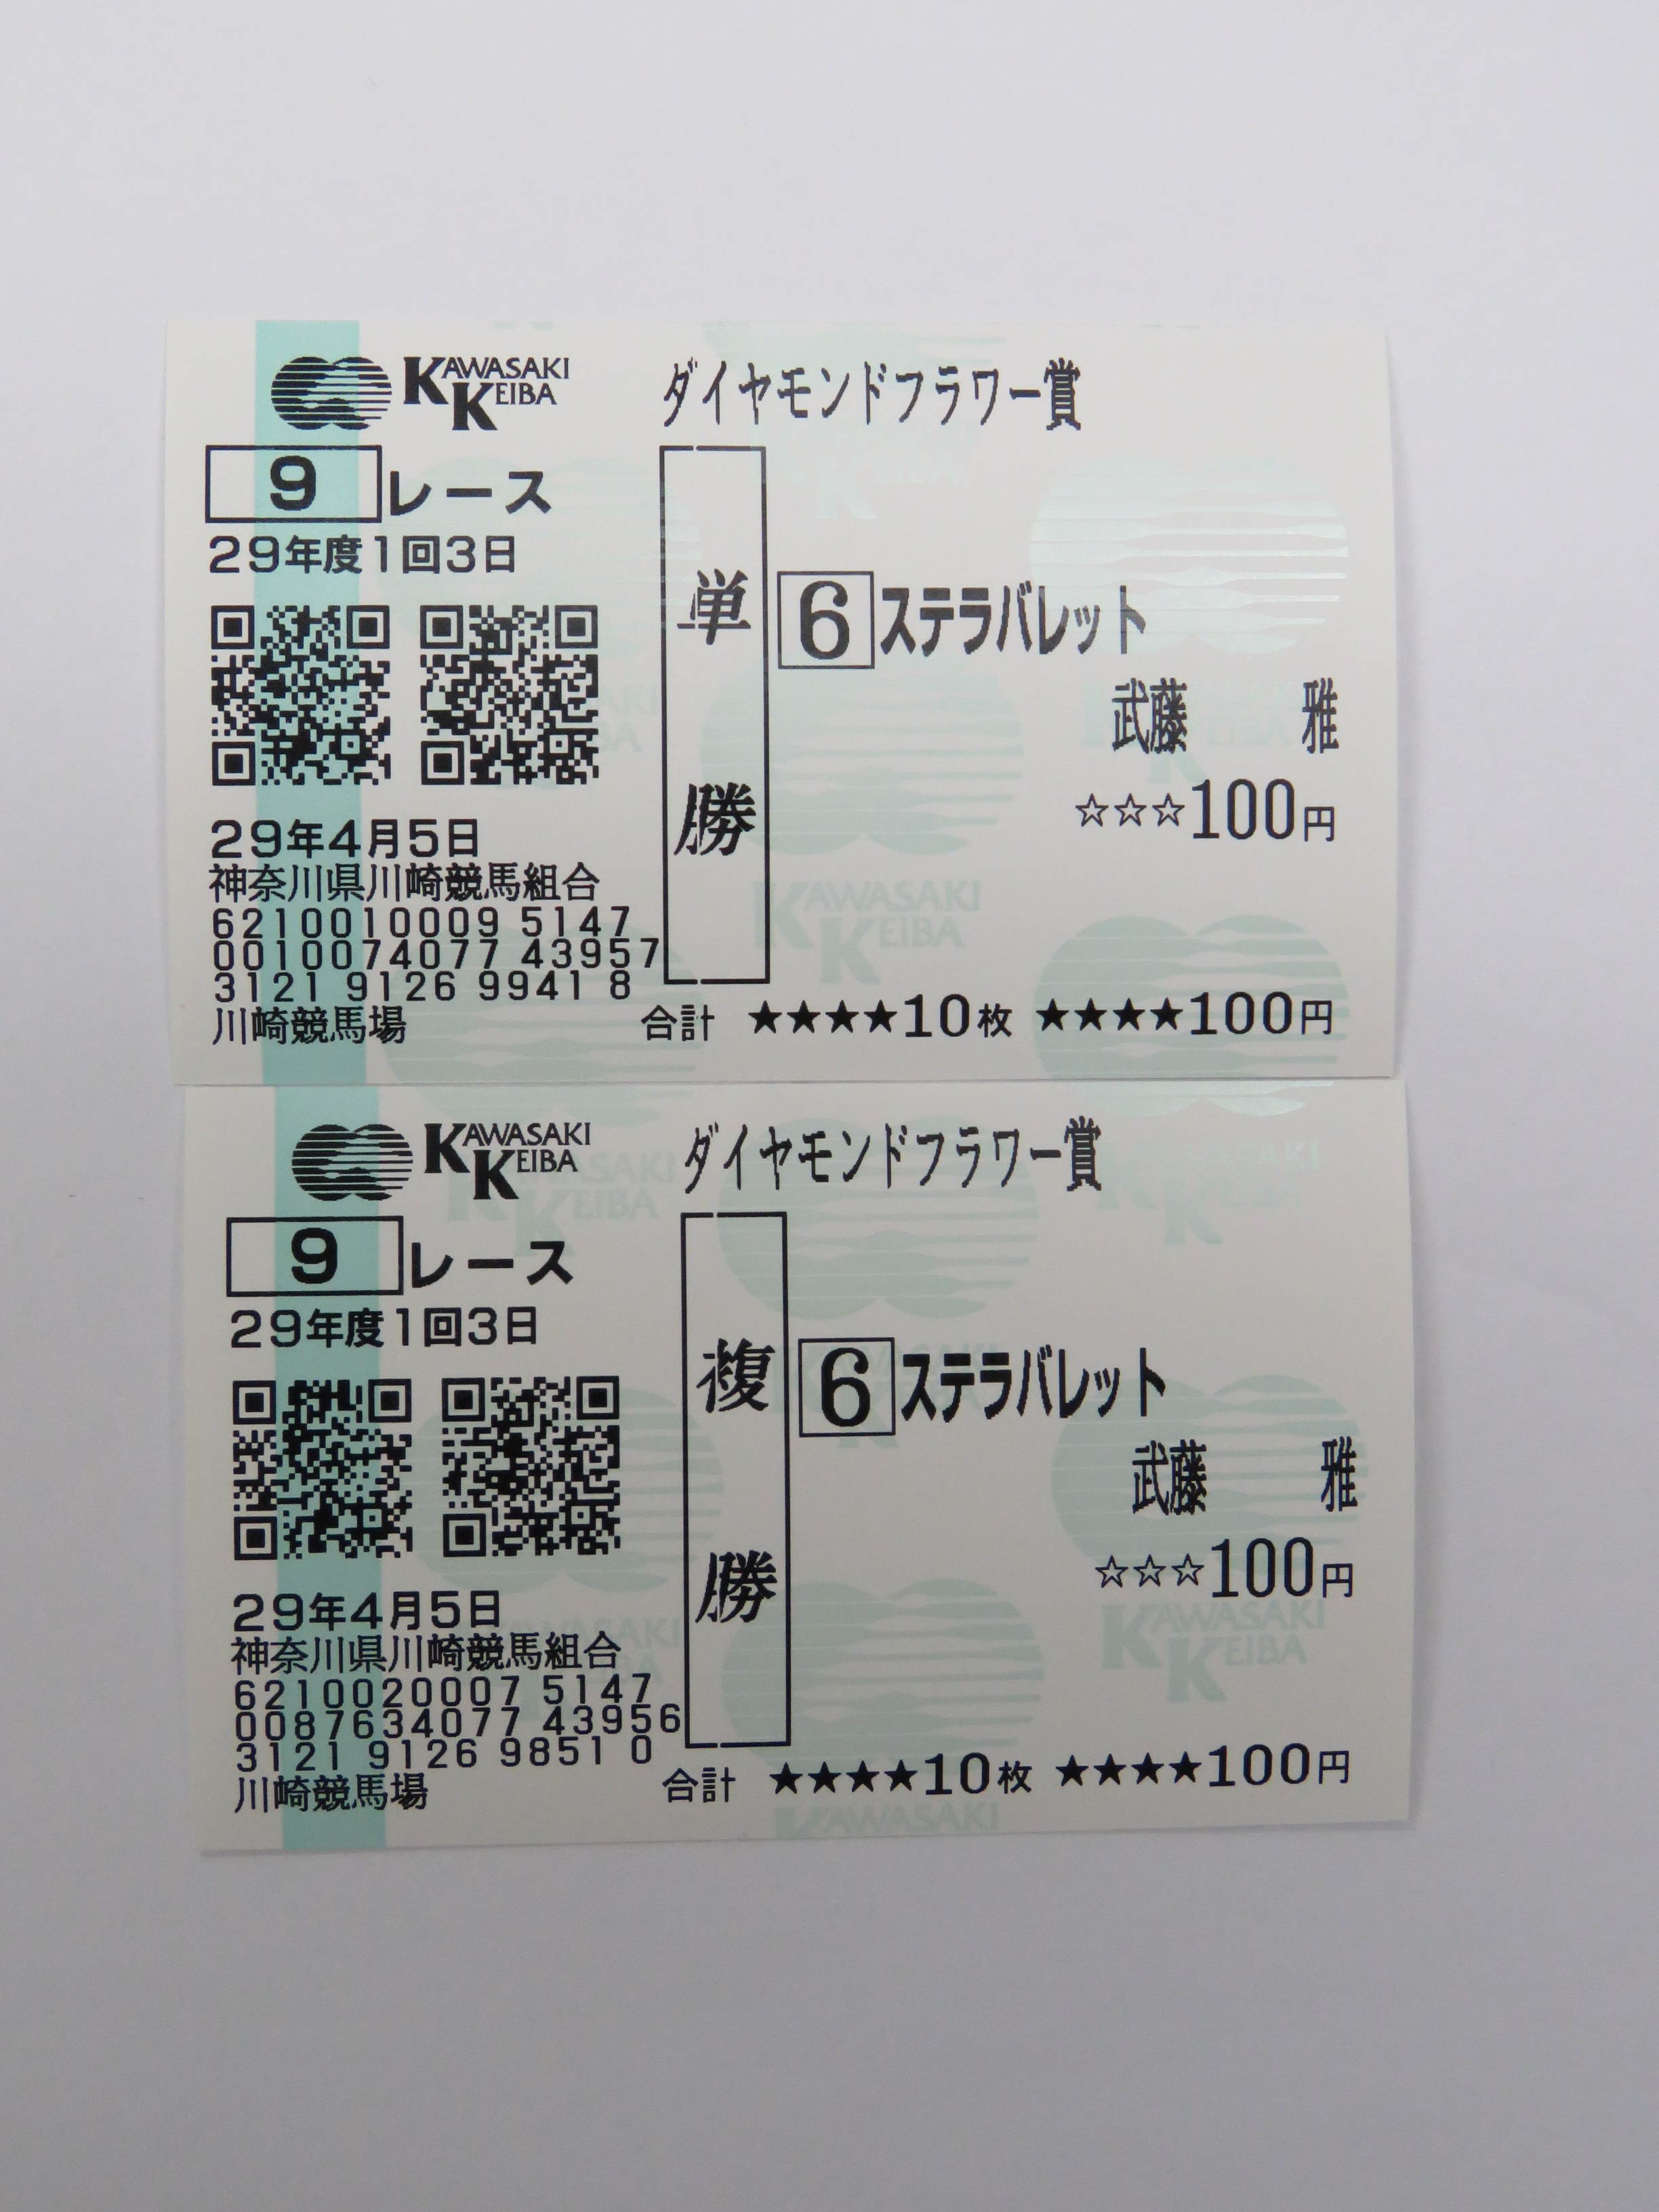 KAWASAKI KEIBA
ダイヤモンドフラワー賞
9 レース
29年度1回3日
単勝
6 ステラバレット
武藤 雅
☆☆☆100円
29年4月5日
神奈川県川崎競馬組合
6210010009 5147
0010074077 43957
3121 9126 9941 8
川崎競馬場
合計 ★★★★10枚 ★★★★100円
KAWASAKI KEIBA
ダイヤモンドフラワー賞
9 レース
29年度1回3日
複勝
6 ステラバレット
武藤 雅
☆☆☆100円
29年4月5日
神奈川県川崎競馬組合
6210020007 5147
0087634077 43956
3121 9126 9851 0
川崎競馬場
合計 ★★★★10枚 ★★★★100円